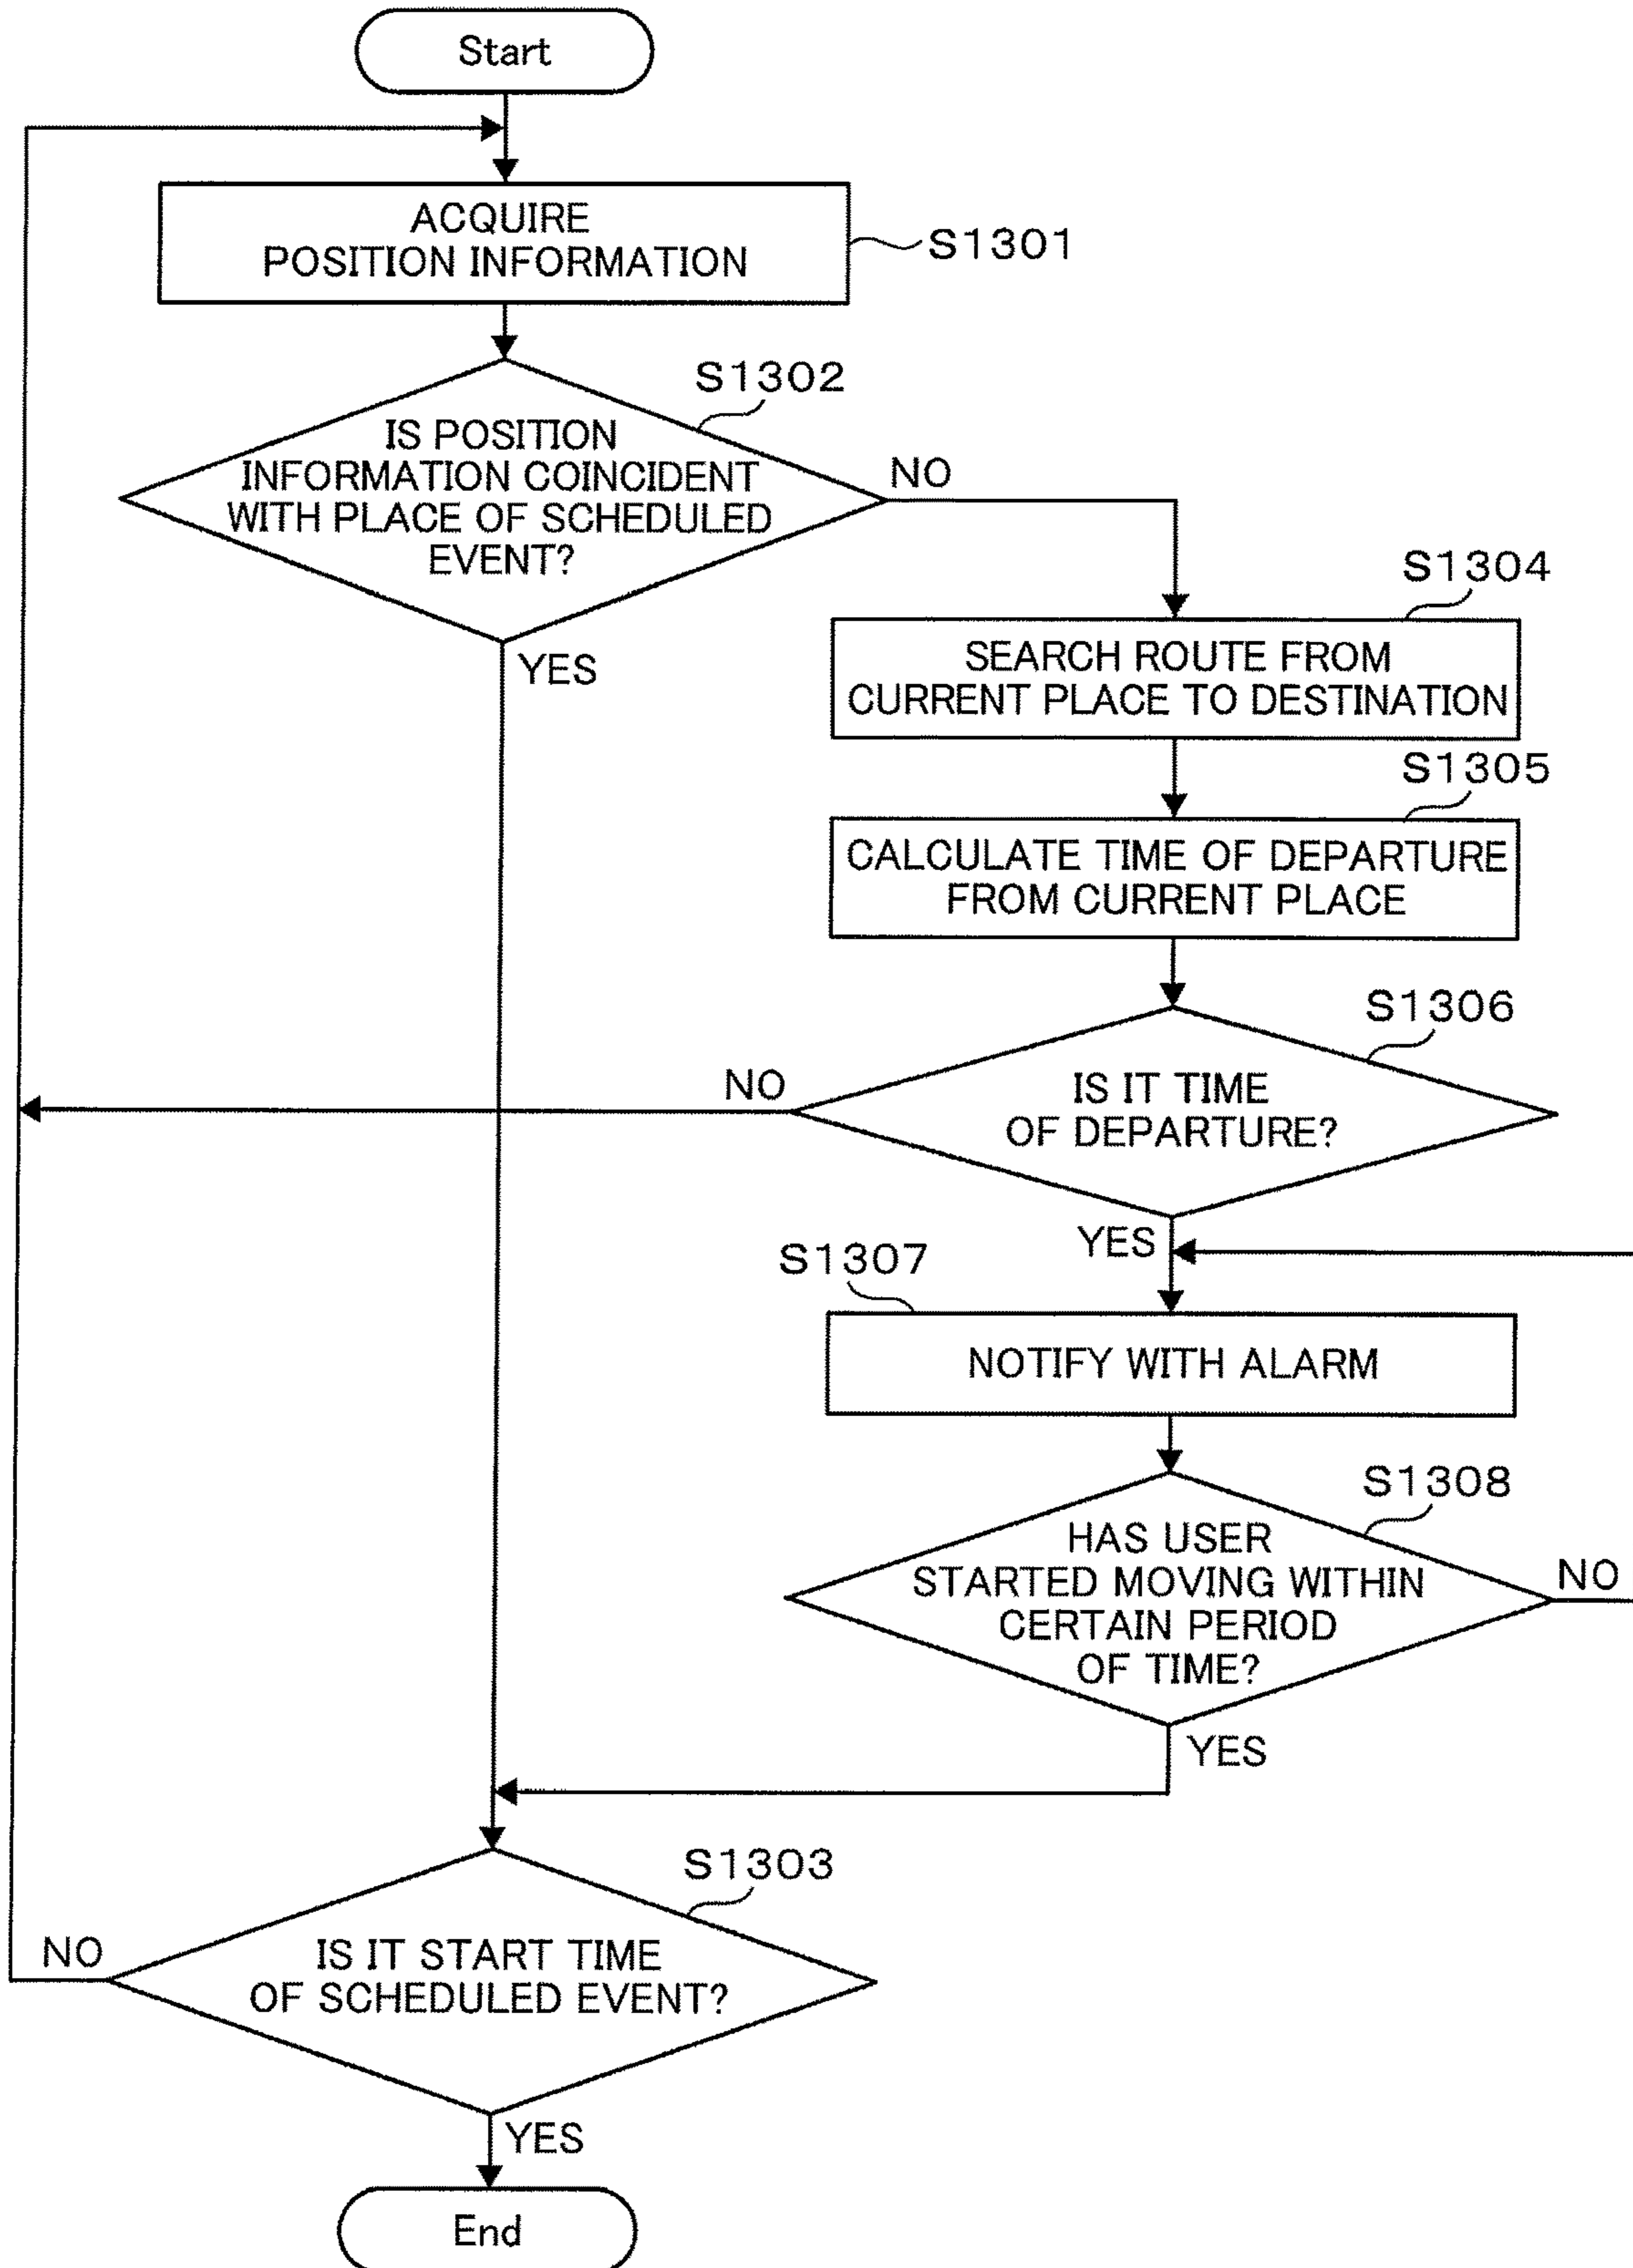 Start
ACQUIRE
POSITION INFORMATION
S1301
S1302
IS POSITION
INFORMATION COINCIDENT
WITH PLACE OF SCHEDULED
EVENT?
NO
YES
S1304
SEARCH ROUTE FROM
CURRENT PLACE TO DESTINATION
S1305
CALCULATE TIME OF DEPARTURE
FROM CURRENT PLACE
S1306
IS IT TIME
OF DEPARTURE?
NO
YES
S1307
NOTIFY WITH ALARM
S1308
HAS USER
STARTED MOVING WITHIN
CERTAIN PERIOD
OF TIME?
NO
YES
S1303
IS IT START TIME
OF SCHEDULED EVENT?
NO
YES
End